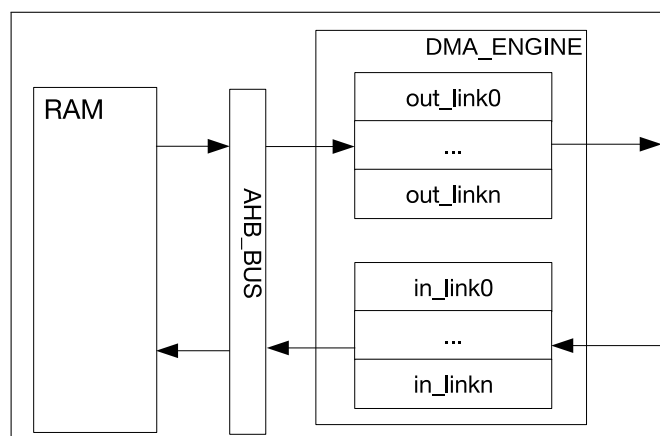 DMA_ENGINE
RAM
out_link0
...
out_linkn
AHB_BUS
in_link0
...
in_linkn